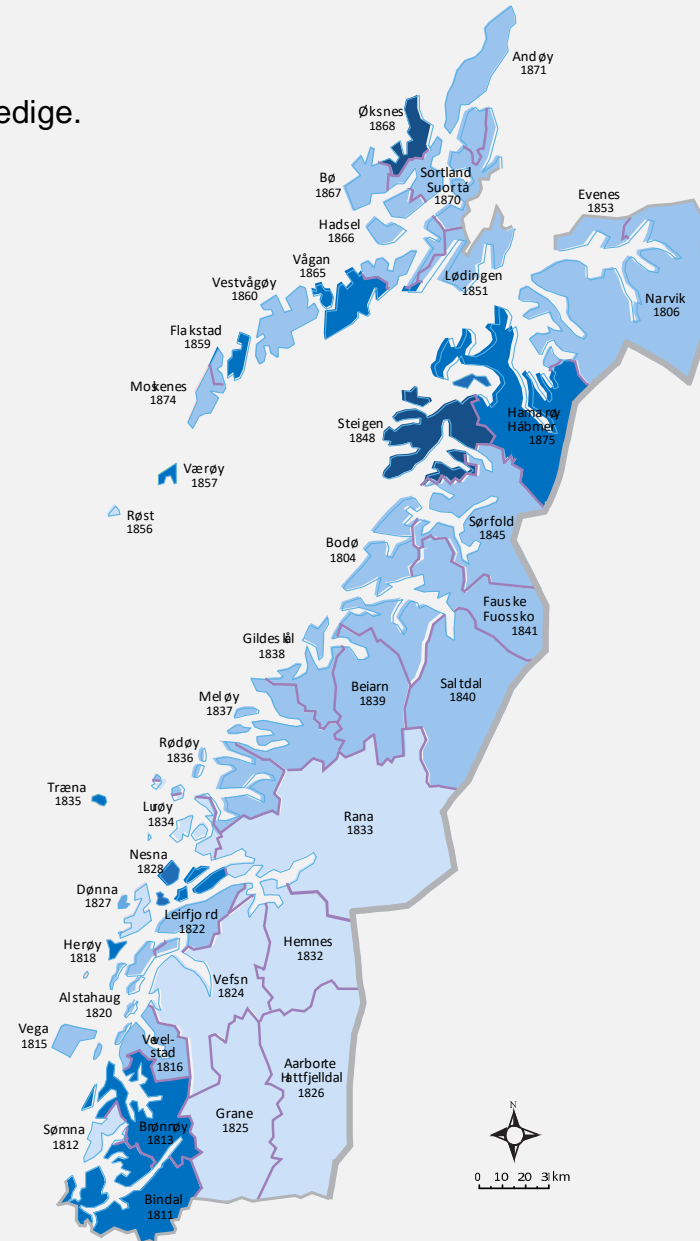 edige.
Andøy
1871
Øksnes
1868
Bø
1867
Sortland
Suortá
1870
Hadsel
1866
Evenes
1853
Vågan
1865
Lødingen
1851
Vestvågøy
1860
Narvik
1806
Flakstad
1859
Moskenes
1874
Hamarøy
Hábmer
1875
Steigen
1848
Værøy
1857
Røst
1856
Sørfold
1845
Bodø
1804
Fauske
Fuossko
1841
Gildeskål
1838
Beiarn
1839
Saltdal
1840
Meløy
1837
Rødøy
1836
Træna
1835
Lurøy
1834
Rana
1833
Nesna
1828
Dønna
1827
Leirfjord
1822
Herøy
1818
Hemnes
1832
Vefsn
1824
Alstahaug
1820
Vega
1815
Vevel-
stad
1816
Aarborte
Hattfjelldal
1826
Grane
1825
Sømna
1812
Brønnøy
1813
Bindal
1811
N
0 10 20 30 km